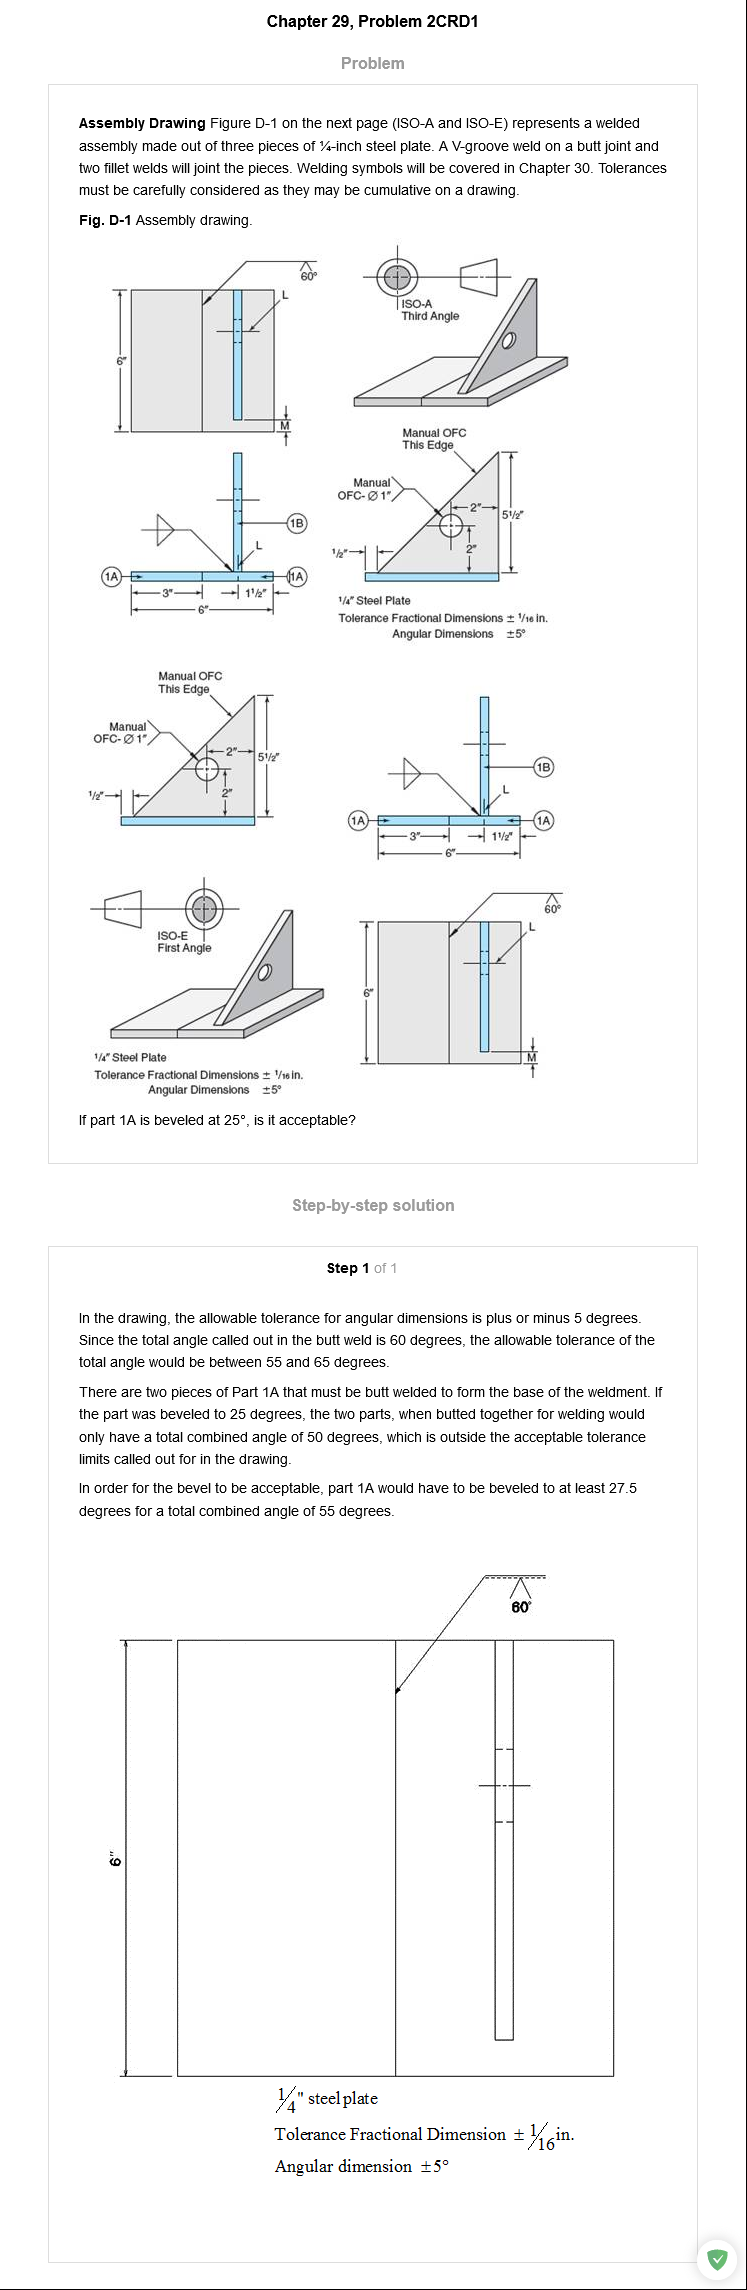 Chapter 29, Problem 2CRD1
Problem
Assembly Drawing Figure D-1 on the next page (ISO-A and ISO-E) represents a welded
assembly made out of three pieces of ¼-inch steel plate. A V-groove weld on a butt joint and
two fillet welds will joint the pieces. Welding symbols will be covered in Chapter 30. Tolerances
must be carefully considered as they may be cumulative on a drawing.
Fig. D-1 Assembly drawing.
60°
L
6"
M
ISO-A
Third Angle
Manual OFC
This Edge
Manual
OFC-Ø 1"
2"
5 1/2"
2"
1/2"
1B
L
1A
1A
3"
1 1/2"
6"
1/4" Steel Plate
Tolerance Fractional Dimensions ± 1/16 in.
Angular Dimensions ±5°
Manual OFC
This Edge
Manual
OFC-Ø 1"
2"
5 1/2"
2"
1/2"
1B
L
1A
1A
3"
1 1/2"
6"
ISO-E
First Angle
60°
L
6"
M
1/4" Steel Plate
Tolerance Fractional Dimensions ± 1/16 in.
Angular Dimensions ±5°
If part 1A is beveled at 25°, is it acceptable?
Step-by-step solution
Step 1 of 1
In the drawing, the allowable tolerance for angular dimensions is plus or minus 5 degrees.
Since the total angle called out in the butt weld is 60 degrees, the allowable tolerance of the
total angle would be between 55 and 65 degrees.
There are two pieces of Part 1A that must be butt welded to form the base of the weldment. If
the part was beveled to 25 degrees, the two parts, when butted together for welding would
only have a total combined angle of 50 degrees, which is outside the acceptable tolerance
limits called out for in the drawing.
In order for the bevel to be acceptable, part 1A would have to be beveled to at least 27.5
degrees for a total combined angle of 55 degrees.
60°
6"
1/4" steel plate
Tolerance Fractional Dimension ± 1/16 in.
Angular dimension ±5°